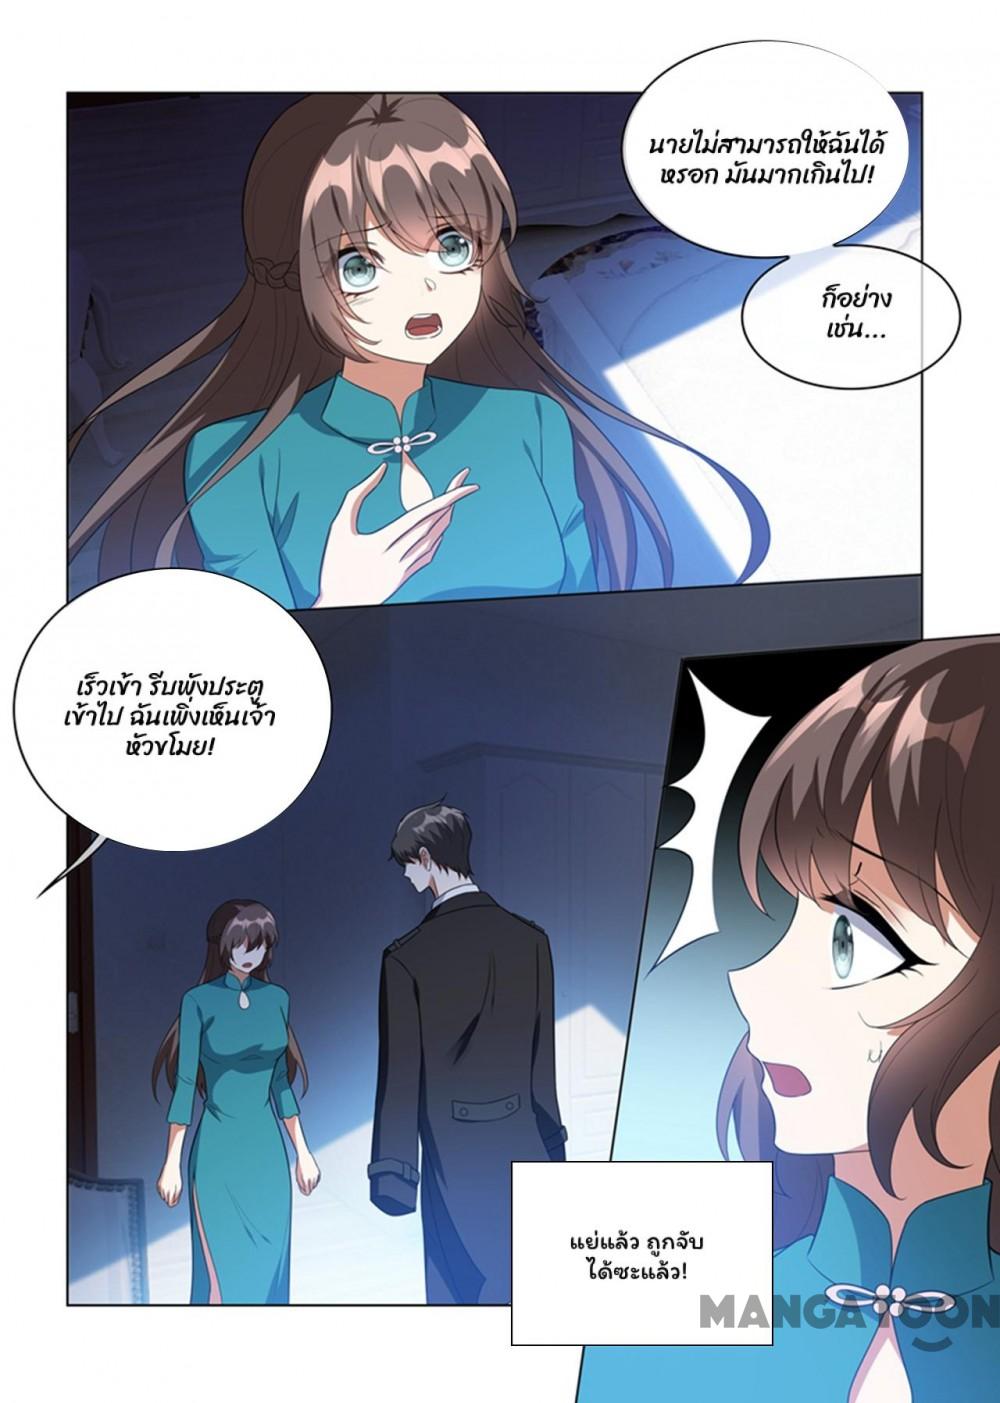 นายไม่สามารถให้ฉันได้
หรอก มันมากเกินไป!
ก็อย่าง
เช่น...
เร็วเข้า รีบพังประตู
เข้าไป ฉันเพิ่งเห็นเจ้า
หัวขโมย!
แย่แล้ว ถูกจับ
ได้ซะแล้ว!
MANGATOON